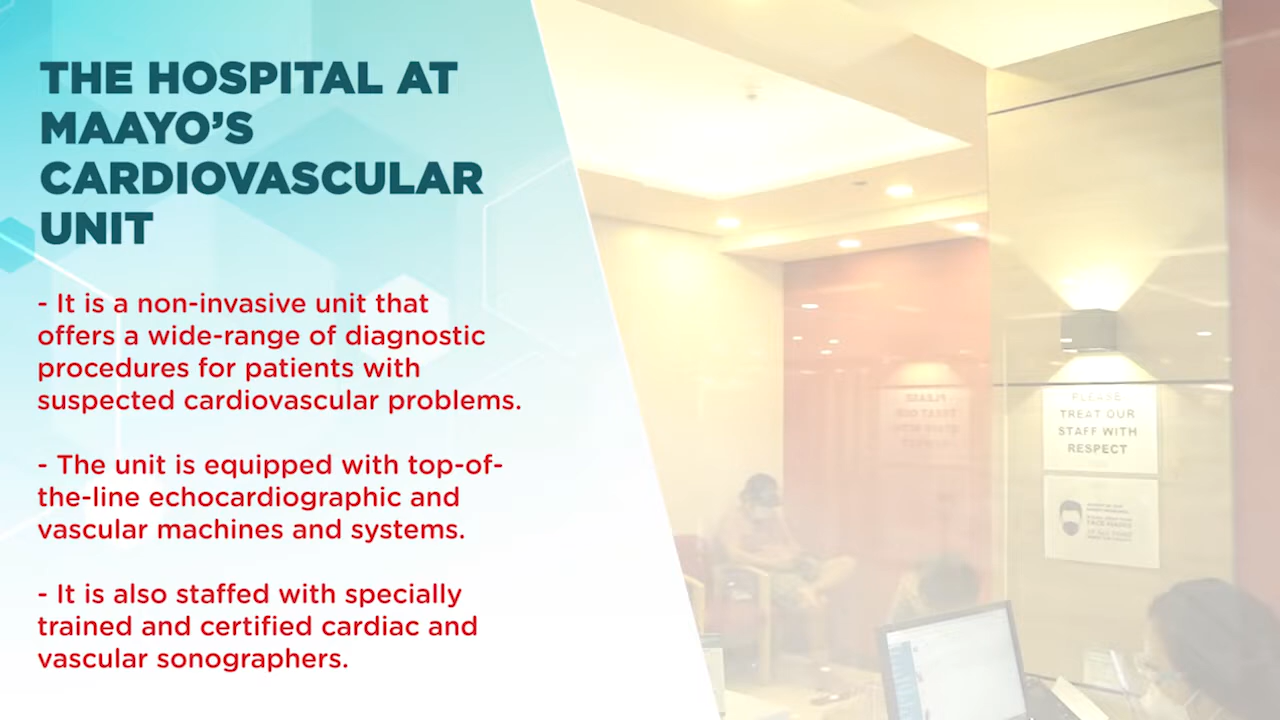 THE HOSPITAL AT
MAAYO'S
CARDIOVASCULAR
UNIT
- It is a non-invasive unit that
offers a wide-range of diagnostic
procedures for patients with
suspected cardiovascular problems.
- The unit is equipped with top-of-
the-line echocardiographic and
vascular machines and systems.
- It is also staffed with specially
trained and certified cardiac and
vascular sonographers.
PLEASE
TREAT OUR
STAFF WITH
RESPECT